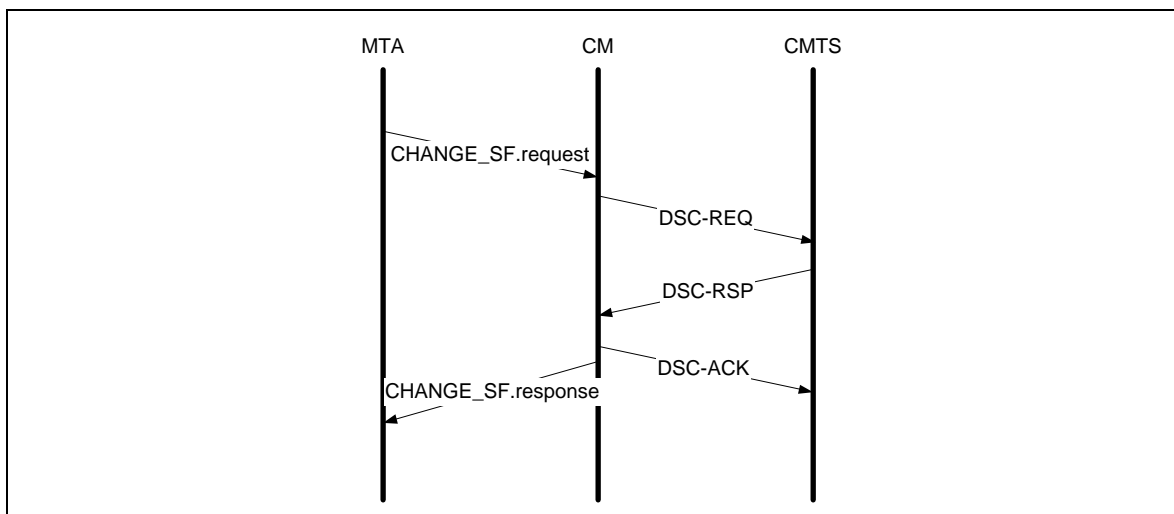 MTA
CM
CMTS
CHANGE_SF.request
DSC-REQ
DSC-RSP
DSC-ACK
CHANGE_SF.response